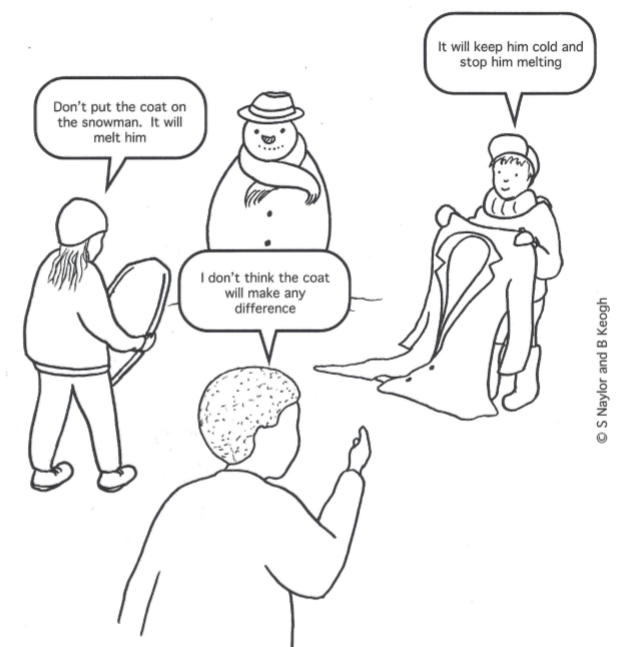 It will keep him cold and
stop him melting
Don't put the coat on
the snowman. It will
melt him
I don't think the coat
will make any
difference
© S Naylor and B Keogh